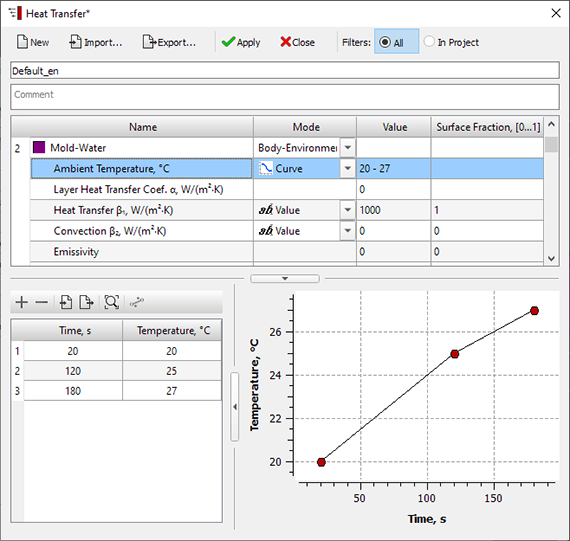 Heat Transfer*
New Import... Export... Apply Close Filters: All In Project
Default_en
Comment
Name Mode Value Surface Fraction, [0...1]
2 Mold-Water Body-Environme
Ambient Temperature, °C Curve 20 - 27
Layer Heat Transfer Coef. α, W/(m²·K) 0
Heat Transfer β₁, W/(m²·K) ab, Value 1000 1
Convection β₂, W/(m²·K) ab, Value 0 0
Emissivity 0 0
Time, s Temperature, °C
1 20 20
2 120 25
3 180 27
Temperature, °C
26
24
22
20
50 100 150
Time, s